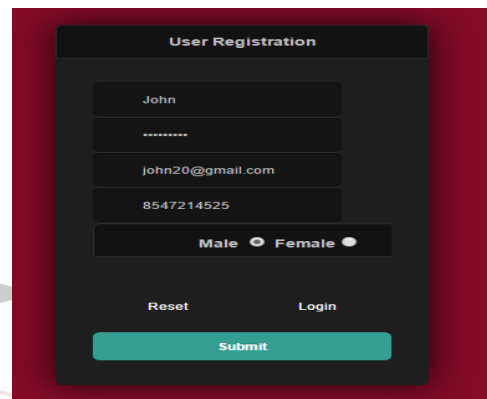 User Registration
John
•••••••••
john20@gmail.com
8547214525
Male Female
Reset Login
Submit